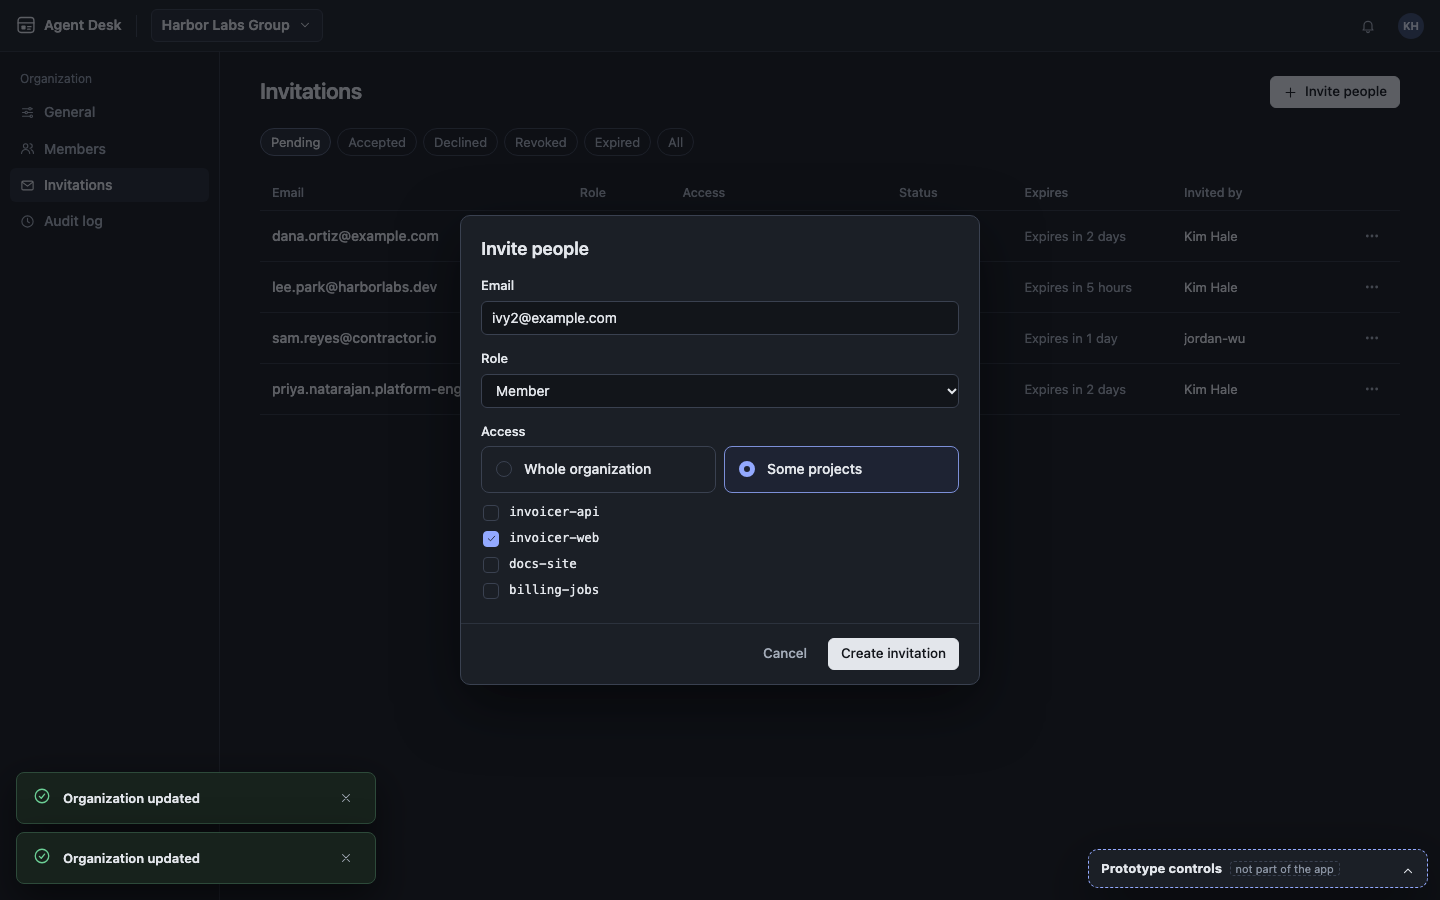 Agent Desk
Harbor Labs Group
KH
Organization
General
Members
Invitations
Audit log
Invitations
Invite people
Pending
Accepted
Declined
Revoked
Expired
All
Email Role Access Status Expires Invited by
dana.ortiz@example.com Expires in 2 days Kim Hale
lee.park@harborlabs.dev Expires in 5 hours Kim Hale
sam.reyes@contractor.io Expires in 1 day jordan-wu
priya.natarajan.platform-eng Expires in 2 days Kim Hale
Invite people
Email
ivy2@example.com
Role
Member
Access
Whole organization
Some projects
invoicer-api
invoicer-web
docs-site
billing-jobs
Cancel
Create invitation
Organization updated
Organization updated
Prototype controls not part of the app